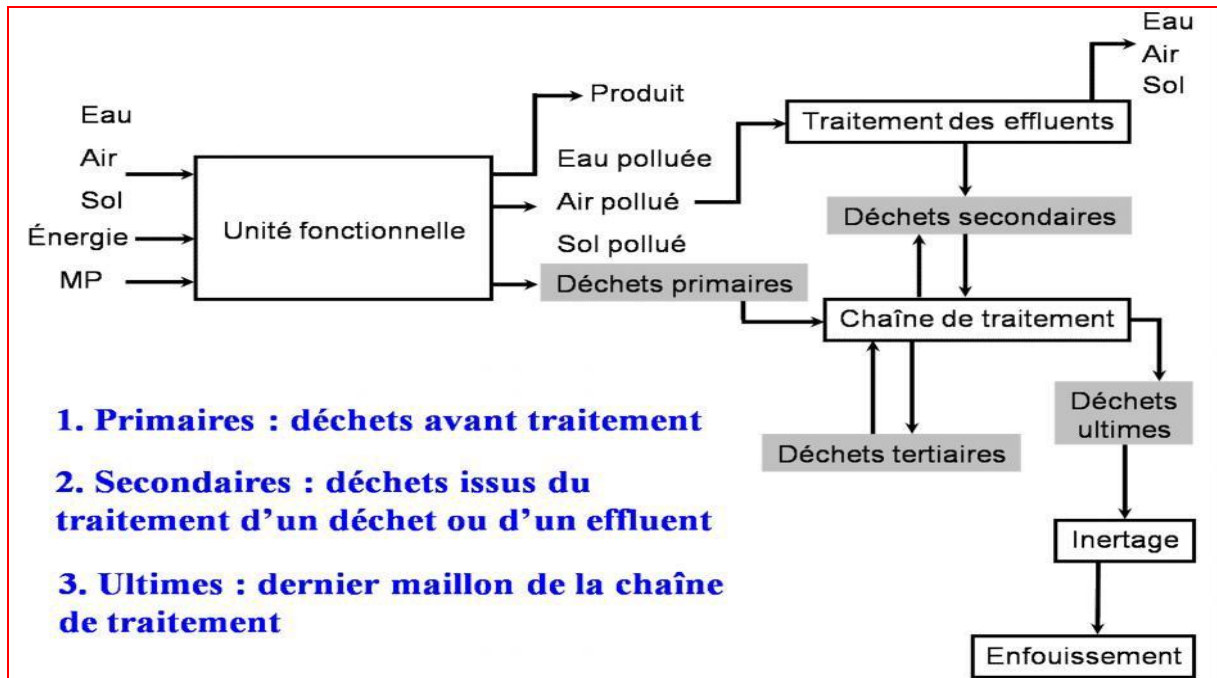 Eau
Air
Sol
Énergie
MP
Unité fonctionnelle
Produit
Eau polluée
Air pollué
Sol pollué
Déchets primaires
Traitement des effluents
Eau
Air
Sol
Déchets secondaires
Chaîne de traitement
Déchets tertiaires
Déchets
ultimes
Inertage
Enfouissement
1. Primaires : déchets avant traitement
2. Secondaires : déchets issus du
traitement d’un déchet ou d’un effluent
3. Ultimes : dernier maillon de la chaîne
de traitement